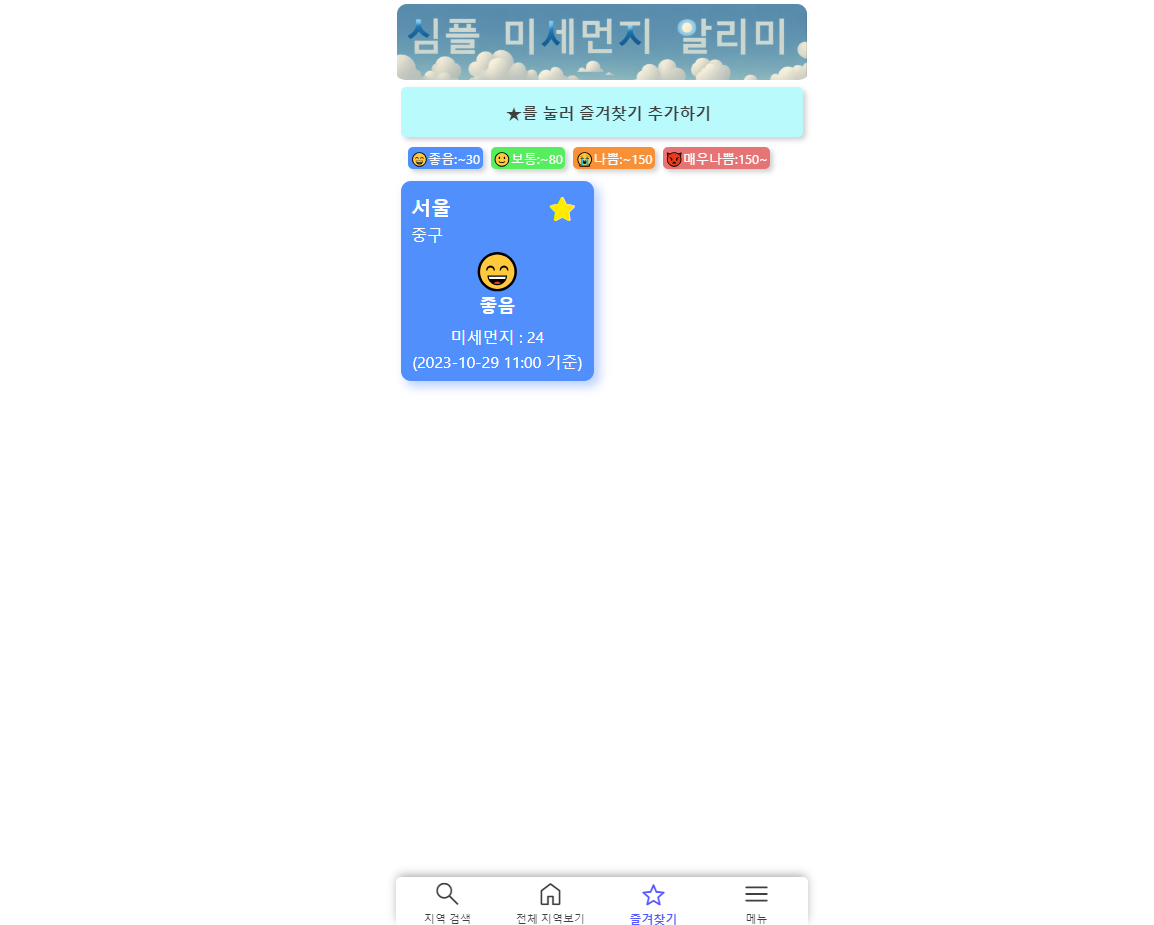 심플 미세먼지 알리미
★를 눌러 즐겨찾기 추가하기
좋음:~30 보통:~80 나쁨:~150 매우나쁨:150~
서울
중구
좋음
미세먼지 : 24
(2023-10-29 11:00 기준)
지역 검색 전체 지역보기 즐겨찾기 메뉴